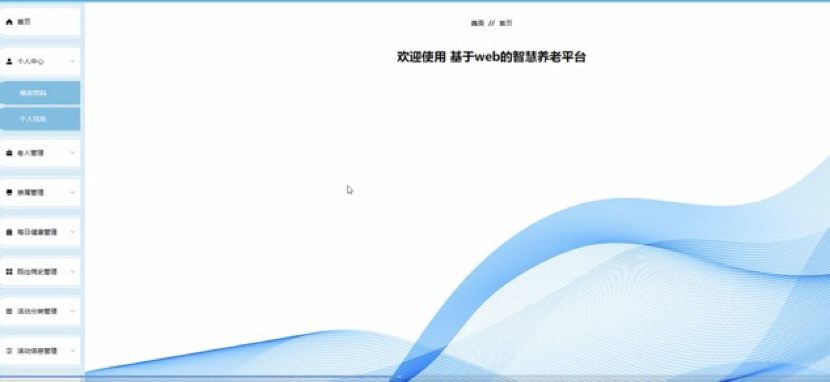 首页
个人中心
修改密码
个人信息
老人管理
亲属管理
每日健康管理
既往病史管理
活动分类管理
活动信息管理
首页 // 首页
欢迎使用 基于web的智慧养老平台